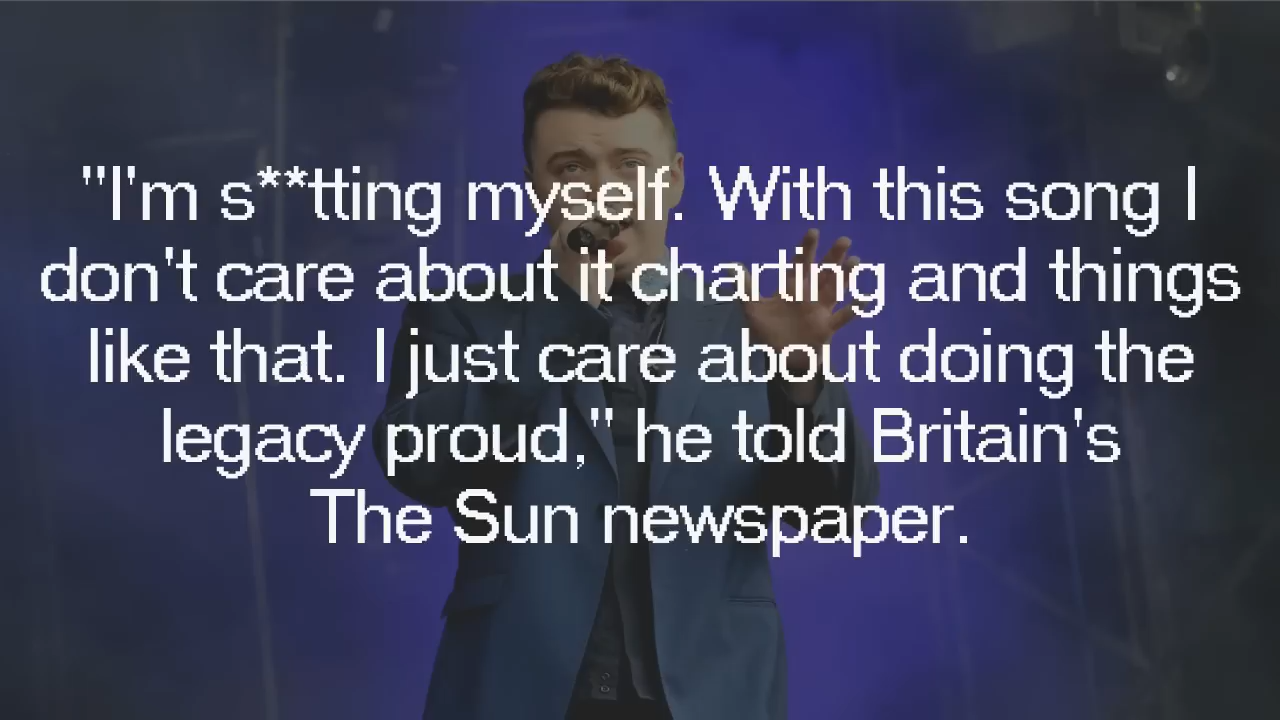 "I'm s**tting myself. With this song I
don't care about it charting and things
like that. I just care about doing the
legacy proud," he told Britain's
The Sun newspaper.